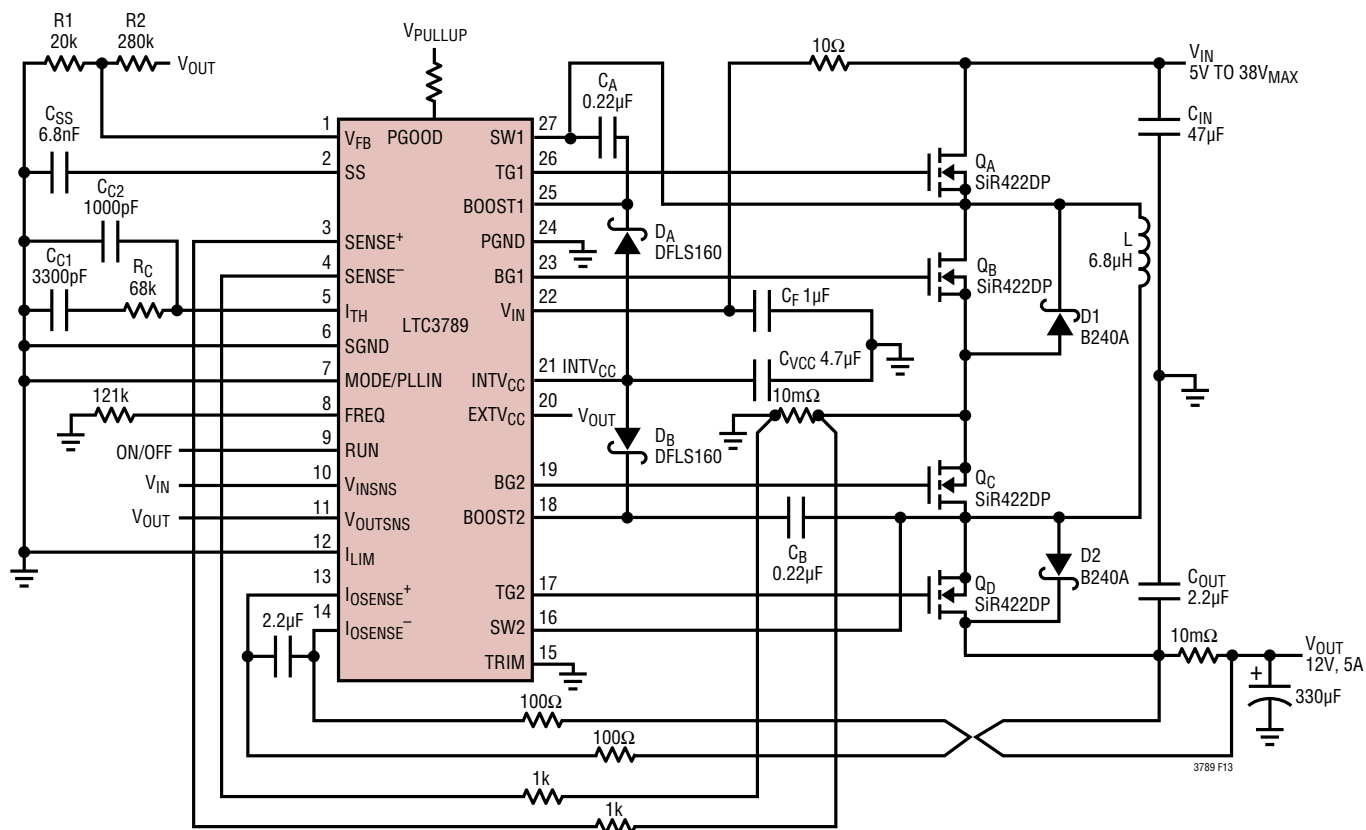 R1
20k
R2
280k
VOUT
VPULLUP
CSS
6.8nF
CC2
1000pF
CC1
3300pF
RC
68k
121k
ON/OFF
VIN
VOUT
1
2
3
4
5
6
7
8
9
10
11
12
13
14
VFB
PGOOD
SS
SENSE+
SENSE−
ITH
SGND
MODE/PLLIN
FREQ
RUN
VINSNS
VOUTSNS
ILIM
IOSENSE+
IOSENSE−
LTC3789
SW1
TG1
BOOST1
PGND
BG1
VIN
INTVCC
EXTVCC
BG2
BOOST2
TG2
SW2
TRIM
27
26
25
24
23
22
21 INTVCC
20
19
18
17
16
15
CA
0.22µF
DA
DFLS160
CF 1µF
CVCC 4.7µF
10mΩ
VOUT
DB
DFLS160
CB
0.22µF
10Ω
VIN
5V TO 38VMAX
CIN
47µF
QA
SiR422DP
QB
SiR422DP
L
6.8µH
D1
B240A
QC
SiR422DP
D2
B240A
QD
SiR422DP
COUT
2.2µF
10mΩ
VOUT
12V, 5A
+
330µF
2.2µF
100Ω
100Ω
1k
1k
3789 F13